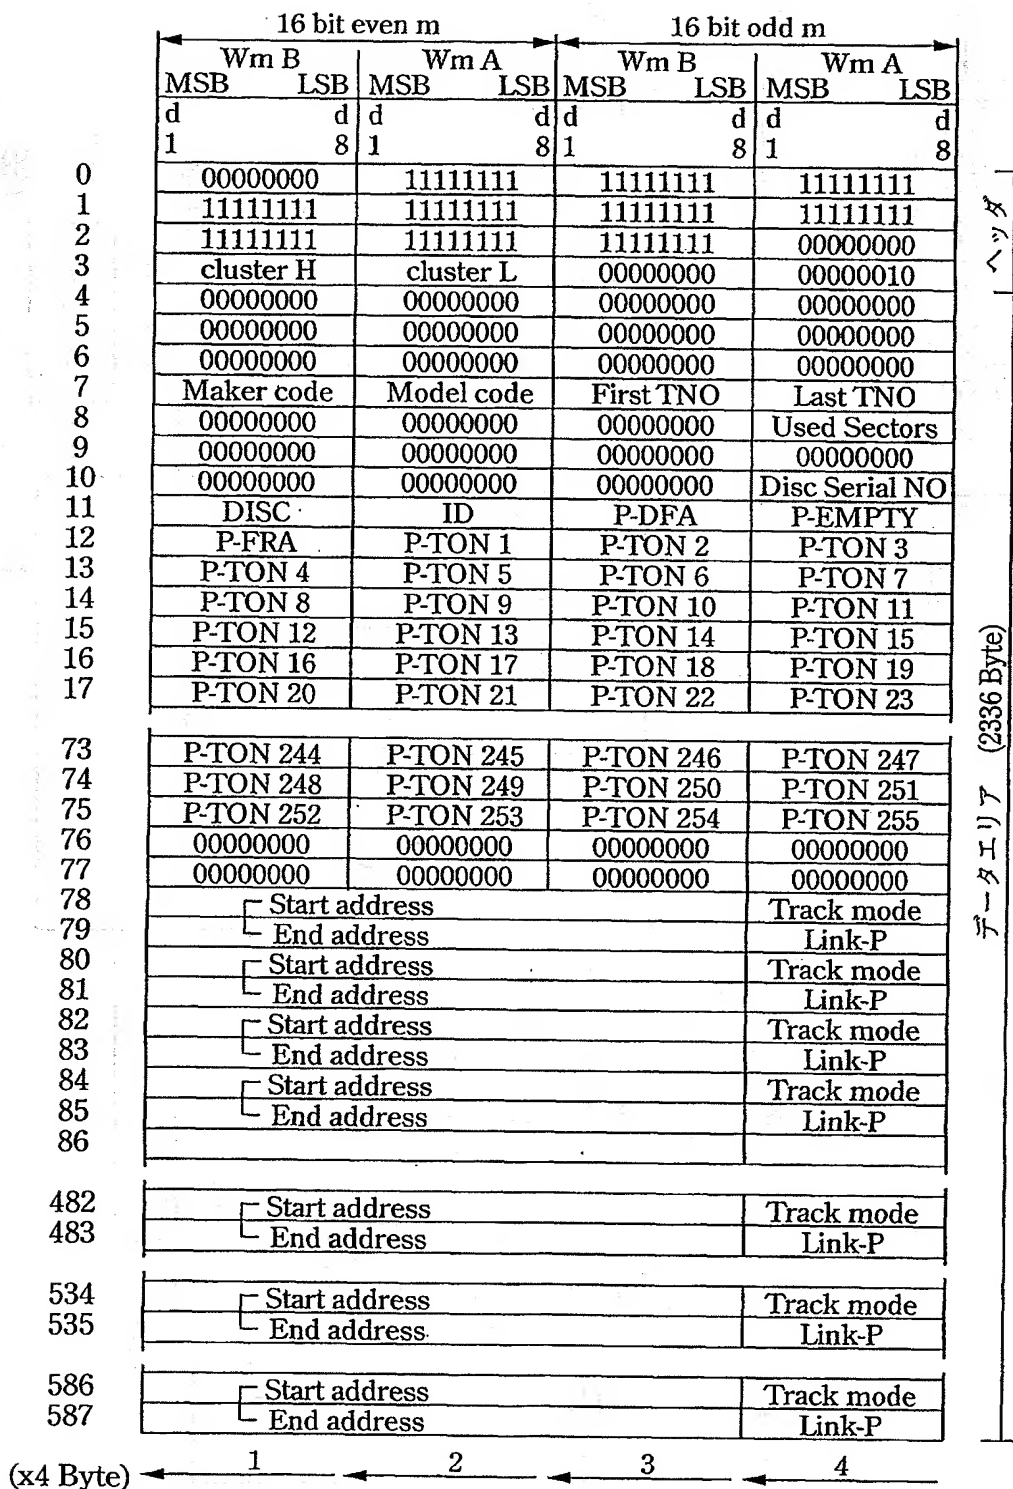 16 bit even m 16 bit odd m
Wm B Wm A Wm B Wm A
MSB LSB MSB LSB MSB LSB MSB LSB
d d d d d d d d
1 8 1 8 1 8 1 8
0 00000000 11111111 11111111 11111111
1 11111111 11111111 11111111 11111111
2 11111111 11111111 11111111 00000000
3 cluster H cluster L 00000000 00000010
4 00000000 00000000 00000000 00000000
5 00000000 00000000 00000000 00000000
6 00000000 00000000 00000000 00000000
7 Maker code Model code First TNO Last TNO
8 00000000 00000000 00000000 Used Sectors
9 00000000 00000000 00000000 00000000
10 00000000 00000000 00000000 Disc Serial NO
11 DISC ID P-DFA P-EMPTY
12 P-FRA P-TON 1 P-TON 2 P-TON 3
13 P-TON 4 P-TON 5 P-TON 6 P-TON 7
14 P-TON 8 P-TON 9 P-TON 10 P-TON 11
15 P-TON 12 P-TON 13 P-TON 14 P-TON 15
16 P-TON 16 P-TON 17 P-TON 18 P-TON 19
17 P-TON 20 P-TON 21 P-TON 22 P-TON 23
73 P-TON 244 P-TON 245 P-TON 246 P-TON 247
74 P-TON 248 P-TON 249 P-TON 250 P-TON 251
75 P-TON 252 P-TON 253 P-TON 254 P-TON 255
76 00000000 00000000 00000000 00000000
77 00000000 00000000 00000000 00000000
78 Start address Track mode
79 End address Link-P
80 Start address Track mode
81 End address Link-P
82 Start address Track mode
83 End address Link-P
84 Start address Track mode
85 End address Link-P
86
482 Start address Track mode
483 End address Link-P
534 Start address Track mode
535 End address Link-P
586 Start address Track mode
587 End address Link-P
(x4 Byte) 1 2 3 4
ヘッダ
データエリア (2336 Byte)